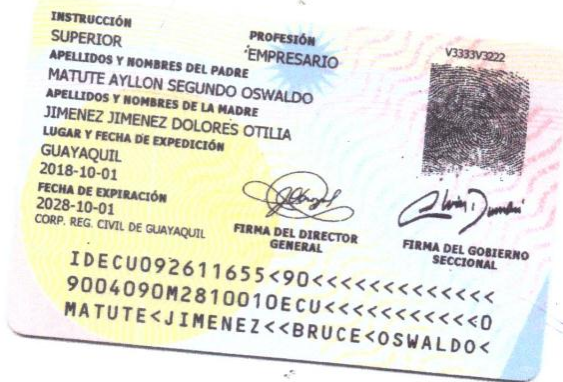 INSTRUCCIÓN
SUPERIOR
PROFESIÓN
EMPRESARIO
V3333V3222
APELLIDOS Y NOMBRES DEL PADRE
MATUTE AYLLON SEGUNDO OSWALDO
APELLIDOS Y NOMBRES DE LA MADRE
JIMENEZ JIMENEZ DOLORES OTILIA
LUGAR Y FECHA DE EXPEDICIÓN
GUAYAQUIL
2018-10-01
FECHA DE EXPIRACIÓN
2028-10-01
CORP. REG. CIVIL DE GUAYAQUIL
FIRMA DEL DIRECTOR
GENERAL
FIRMA DEL GOBIERNO
SECCIONAL
IDECU092611655<90<<<<<<<<<<<<<
9004090M2810010ECU<<<<<<<<<<<0
MATUTE<JIMENEZ<<BRUCE<OSWALDO<